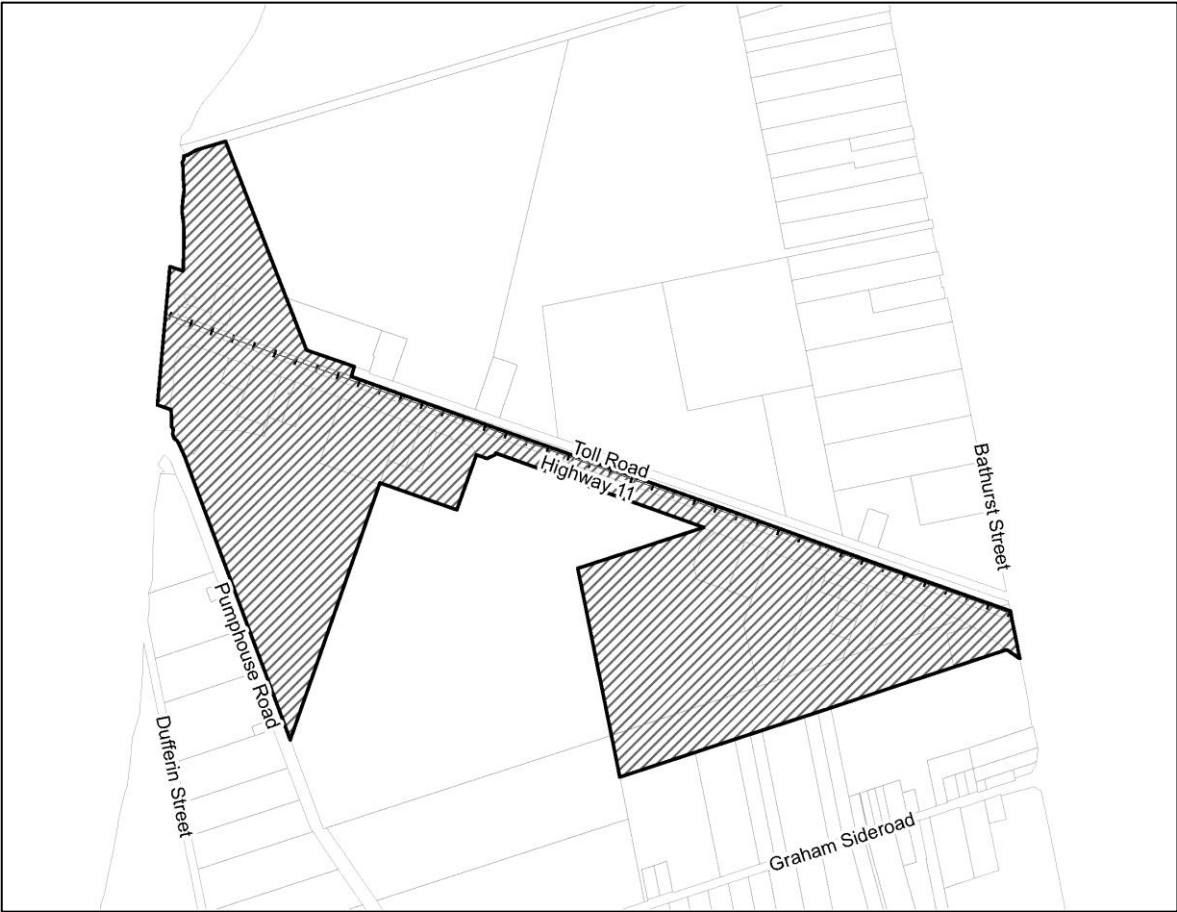 Toll Road
Highway 11
Bathurst Street
Pumphouse Road
Dufferin Street
Graham Sideroad